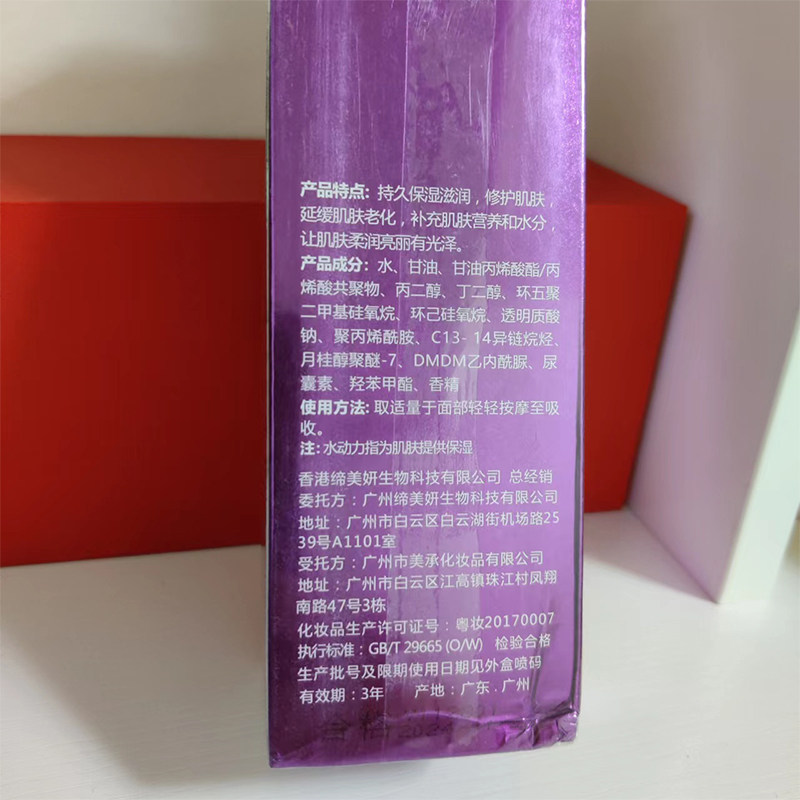 产品特点: 持久保湿滋润，修护肌肤，
延缓肌肤老化，补充肌肤营养和水分，
让肌肤柔润亮丽有光泽。
产品成分: 水、甘油、甘油丙烯酸酯/丙
烯酸共聚物、丙二醇、丁二醇、环五聚
二甲基硅氧烷、环己硅氧烷、透明质酸
钠、聚丙烯酰胺、C13- 14异链烷烃、
月桂醇聚醚-7、DMDM乙内酰脲、尿
囊素、羟苯甲酯、香精
使用方法: 取适量于面部轻轻按摩至吸
收。
注: 水动力指为肌肤提供保湿
香港缔美妍生物科技有限公司 总经销
委托方：广州缔美妍生物科技有限公司
地址：广州市白云区白云湖街机场路25
39号A1101室
受托方：广州市美承化妆品有限公司
地址：广州市白云区江高镇珠江村凤翔
南路47号3栋
化妆品生产许可证号：粤妆20170007
执行标准：GB/T 29665 (O/W) 检验合格
生产批号及限期使用日期见外盒喷码
有效期：3年 产地：广东．广州
合格 2024